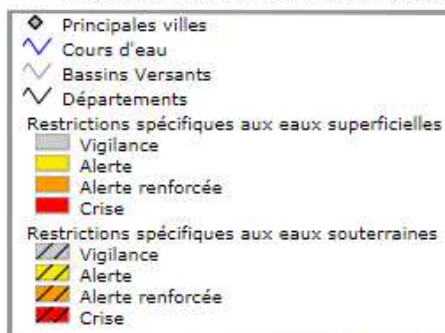 Principales villes
Cours d'eau
Bassins Versants
Départements
Restrictions spécifiques aux eaux superficielles
Vigilance
Alerte
Alerte renforcée
Crise
Restrictions spécifiques aux eaux souterraines
Vigilance
Alerte
Alerte renforcée
Crise